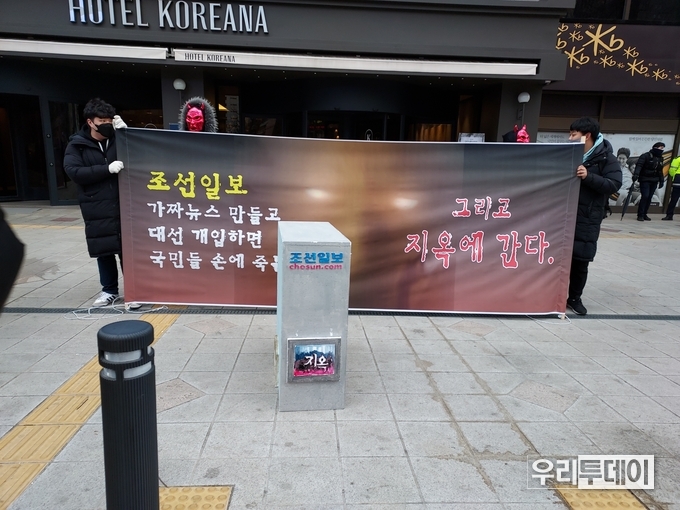 HOTEL KOREANA
HOTEL KOREANA
조선일보
가짜뉴스 만들고
대선 개입하면
국민들 손에
그리고
지옥에 간다.
조선일보
chosun.com
지옥
우리투데이